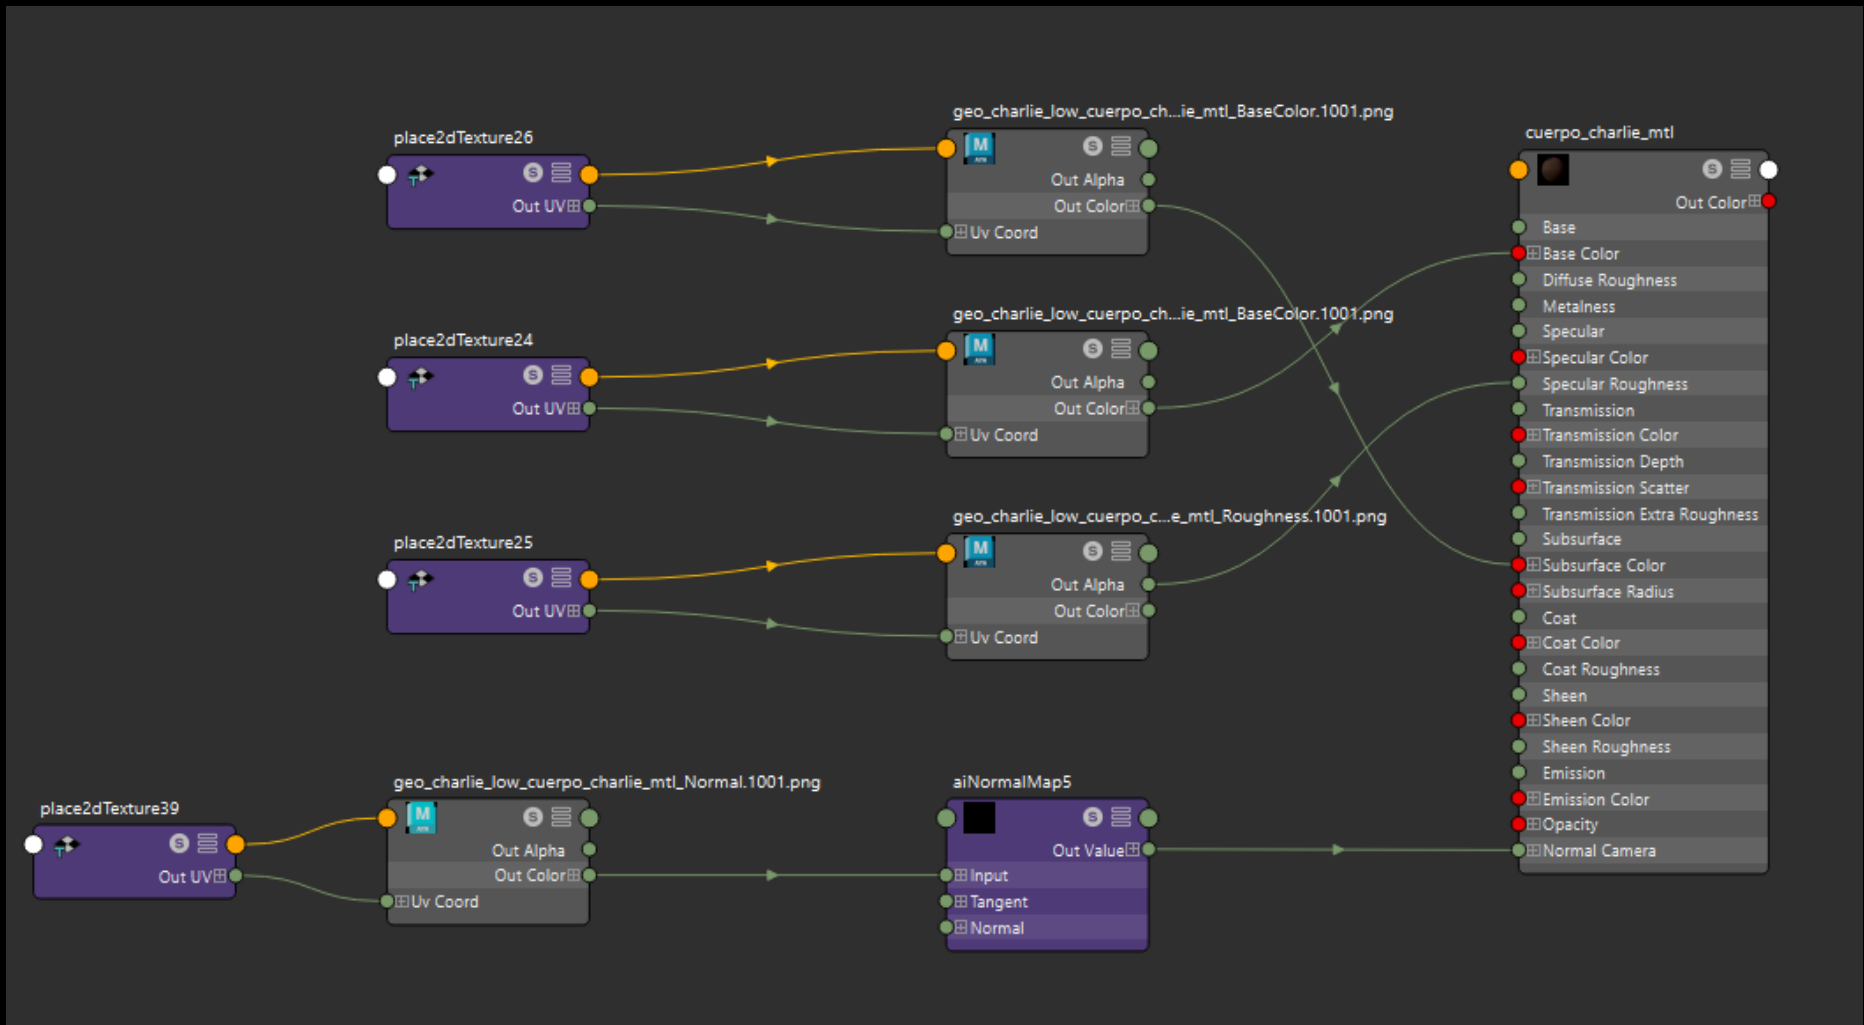 place2dTexture26
Out UV
geo_charlie_low_cuerpo_ch...ie_mtl_BaseColor.1001.png
M
S
Out Alpha
Out Color
Uv Coord
place2dTexture24
S
Out UV
geo_charlie_low_cuerpo_ch...ie_mtl_BaseColor.1001.png
M
S
Out Alpha
Out Color
Uv Coord
place2dTexture25
S
Out UV
geo_charlie_low_cuerpo_c...e_mtl_Roughness.1001.png
M
S
Out Alpha
Out Color
Uv Coord
place2dTexture39
S
Out UV
geo_charlie_low_cuerpo_charlie_mtl_Normal.1001.png
M
S
Out Alpha
Out Color
Uv Coord
aiNormalMap5
S
Out Value
Input
Tangent
Normal
cuerpo_charlie_mtl
S
Out Color
Base
Base Color
Diffuse Roughness
Metalness
Specular
Specular Color
Specular Roughness
Transmission
Transmission Color
Transmission Depth
Transmission Scatter
Transmission Extra Roughness
Subsurface
Subsurface Color
Subsurface Radius
Coat
Coat Color
Coat Roughness
Sheen
Sheen Color
Sheen Roughness
Emission
Emission Color
Opacity
Normal Camera